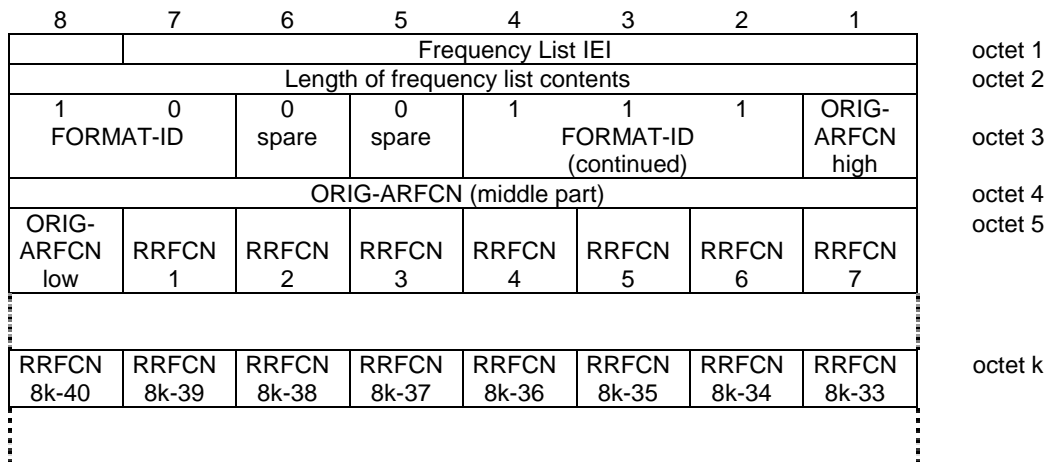 8 7 6 5 4 3 2 1
Frequency List IEI octet 1
Length of frequency list contents octet 2
1 0 0 0 1 1 1 ORIG-
FORMAT-ID spare spare FORMAT-ID ARFCN octet 3
(continued) high
ORIG-ARFCN (middle part) octet 4
ORIG- octet 5
ARFCN RRFCN RRFCN RRFCN RRFCN RRFCN RRFCN RRFCN
low 1 2 3 4 5 6 7
RRFCN RRFCN RRFCN RRFCN RRFCN RRFCN RRFCN RRFCN octet k
8k-40 8k-39 8k-38 8k-37 8k-36 8k-35 8k-34 8k-33